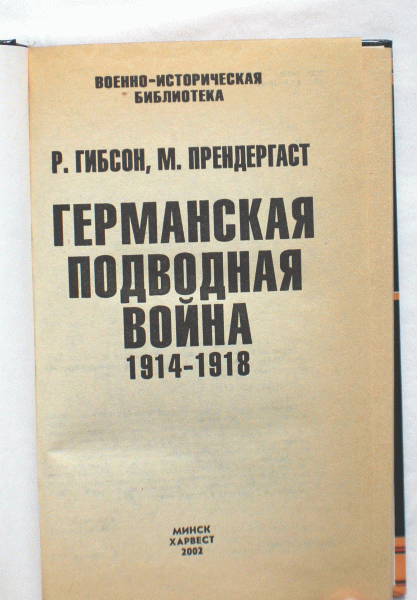 ВОЕННО-ИСТОРИЧЕСКАЯ
БИБЛИОТЕКА
Р. ГИБСОН, М. ПРЕНДЕРГАСТ
ГЕРМАНСКАЯ
ПОДВОДНАЯ
ВОЙНА
1914-1918
МИНСК
ХАРВЕСТ
2002